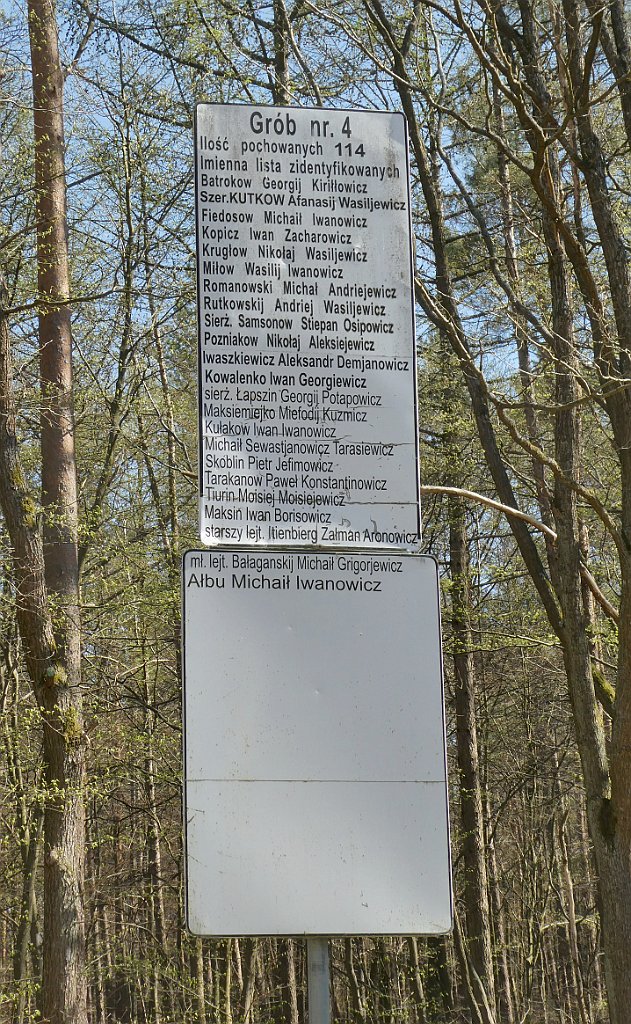 Grób nr. 4
Ilość pochowanych 114
Imienna lista zidentyfikowanych
Batrokow Georgij Kiriłłowicz
Szer.KUTKOW Afanasij Wasiljewicz
Fiedosow Michaił Iwanowicz
Kopicz Iwan Zacharowicz
Krugłow Nikołaj Wasiljewicz
Miłow Wasilij Iwanowicz
Romanowski Michał Andriejewicz
Rutkowskij Andriej Wasiljewicz
Sierż. Samsonow Stiepan Osipowicz
Pozniakow Nikołaj Aleksiejewicz
Iwaszkiewicz Aleksandr Demjanowicz
Kowalenko Iwan Georgiewicz
sierż. Łapszin Georgij Potapowicz
Maksiemiejko Miefodij Kuzmicz
Kułakow Iwan Iwanowicz
Michaił Sewastjanowicz Tarasiewicz
Skoblin Pietr Jefimowicz
Tarakanow Paweł Konstantinowicz
Turin Moisiej Moisiejewicz
Maksin Iwan Borisowicz
starszy lejt. Itienbierg Załman Aronowicz
mł. lejt. Bałaganskij Michaił Grigorjewicz
Ałbu Michaił Iwanowicz